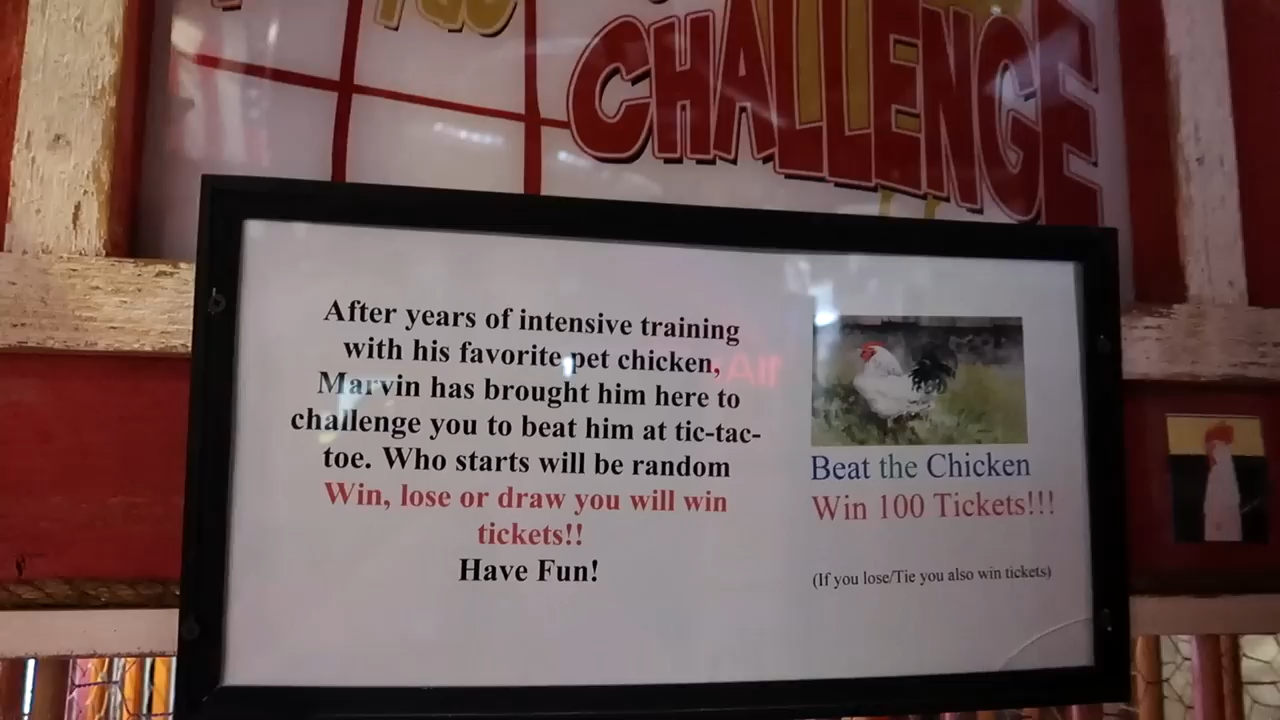 CHALLENGE
After years of intensive training
with his favorite pet chicken,
Marvin has brought him here to
challenge you to beat him at tic-tac-
toe. Who starts will be random
Win, lose or draw you will win
tickets!!
Have Fun!
Beat the Chicken
Win 100 Tickets!!!
(If you lose/Tie you also win tickets)